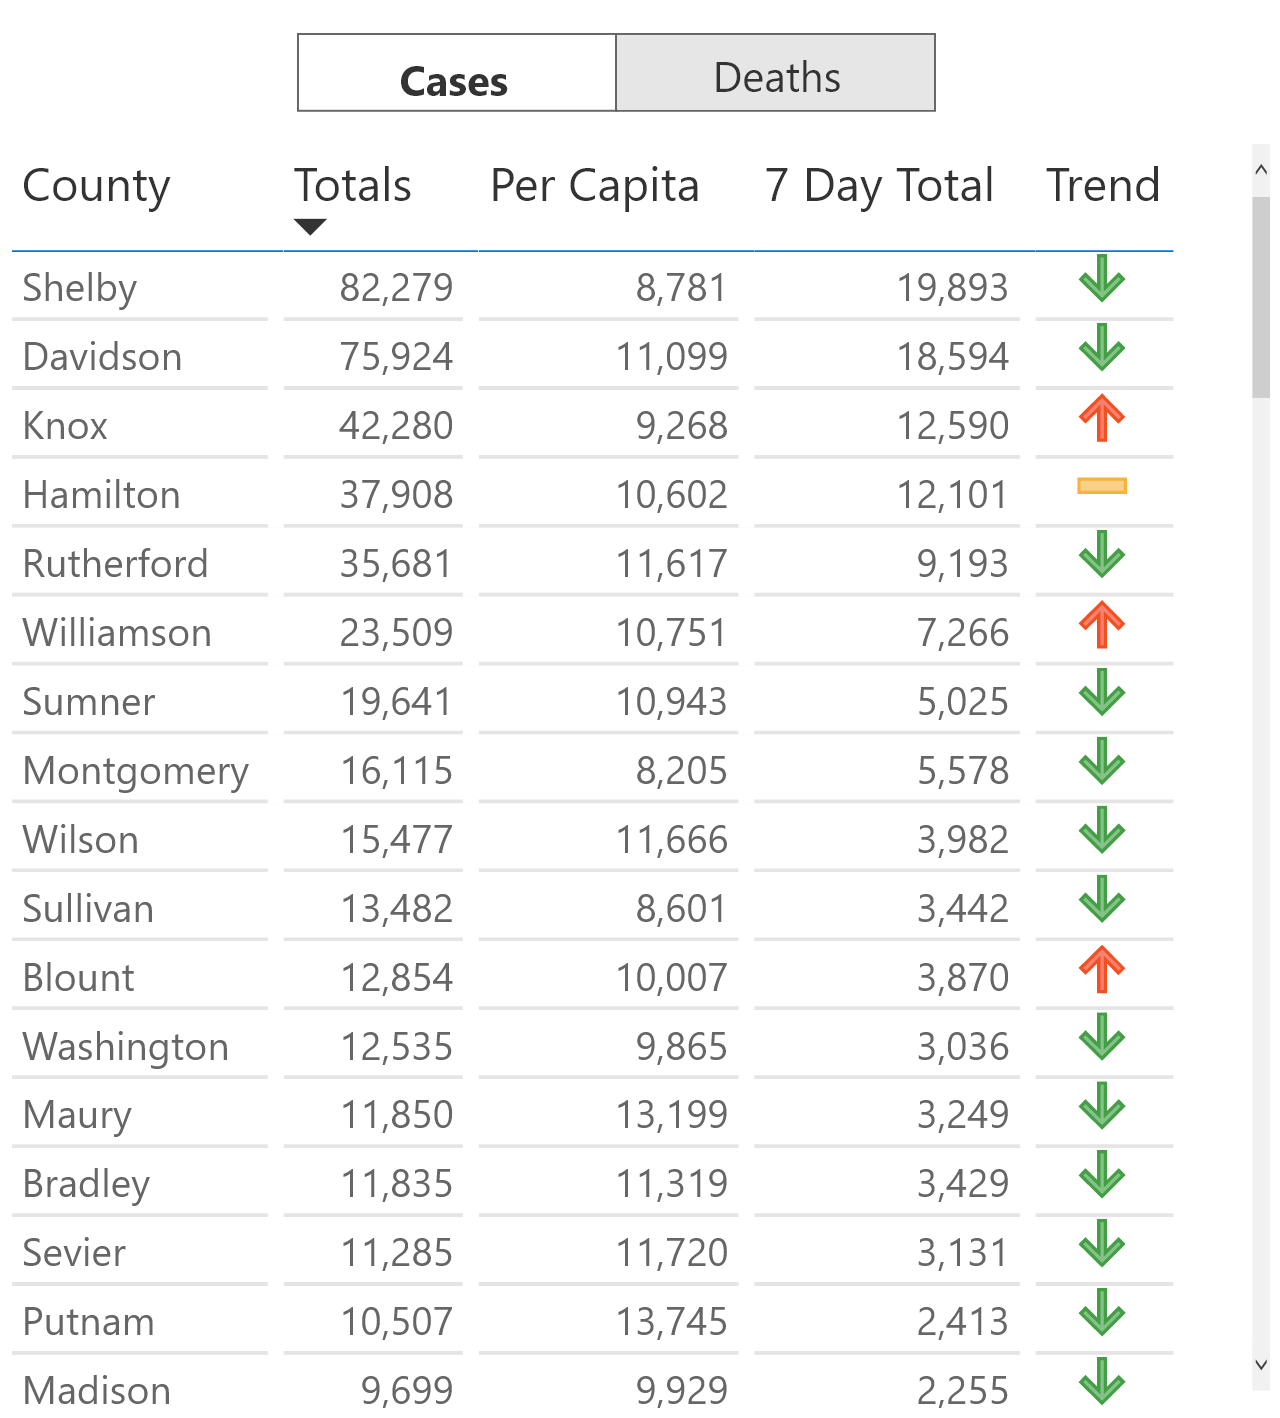 Cases Deaths
County Totals Per Capita 7 Day Total Trend
Shelby 82,279 8,781 19,893
Davidson 75,924 11,099 18,594
Knox 42,280 9,268 12,590
Hamilton 37,908 10,602 12,101
Rutherford 35,681 11,617 9,193
Williamson 23,509 10,751 7,266
Sumner 19,641 10,943 5,025
Montgomery 16,115 8,205 5,578
Wilson 15,477 11,666 3,982
Sullivan 13,482 8,601 3,442
Blount 12,854 10,007 3,870
Washington 12,535 9,865 3,036
Maury 11,850 13,199 3,249
Bradley 11,835 11,319 3,429
Sevier 11,285 11,720 3,131
Putnam 10,507 13,745 2,413
Madison 9,699 9,929 2,255